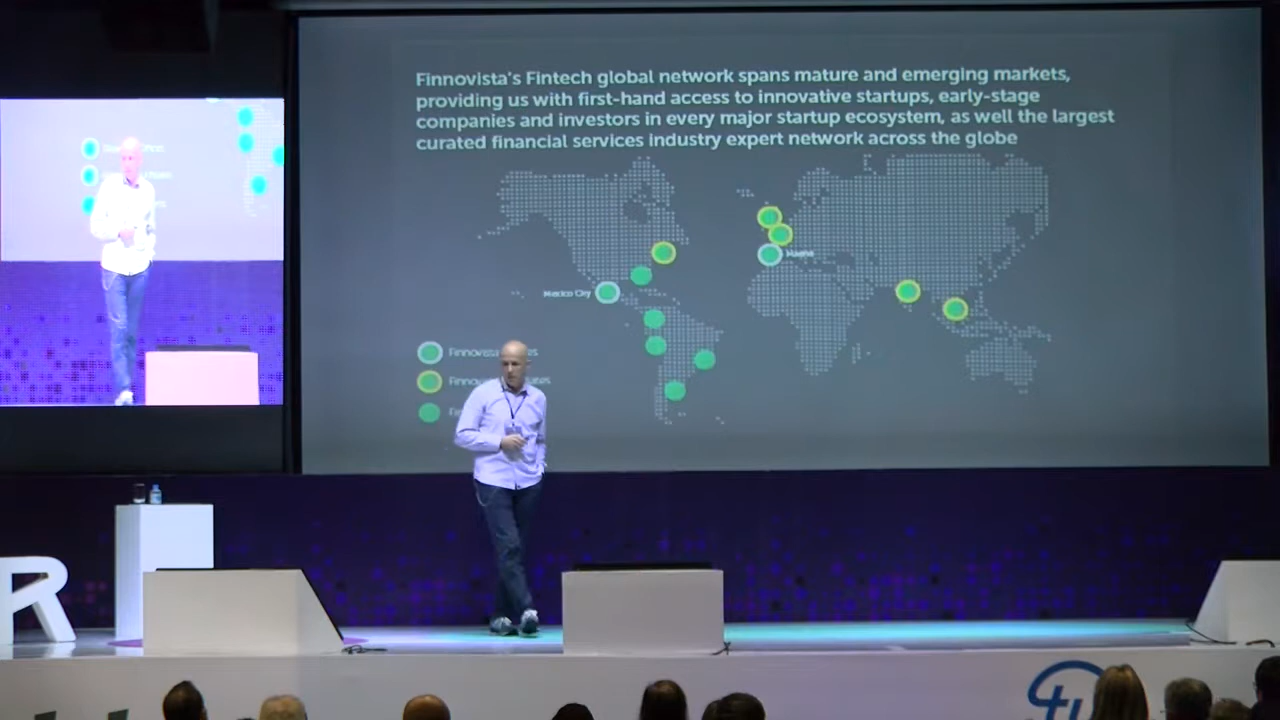 Finnovista's Fintech global network spans mature and emerging markets,
providing us with first-hand access to innovative startups, early-stage
companies and investors in every major startup ecosystem, as well the largest
curated financial services industry expert network across the globe
Mexico City
R